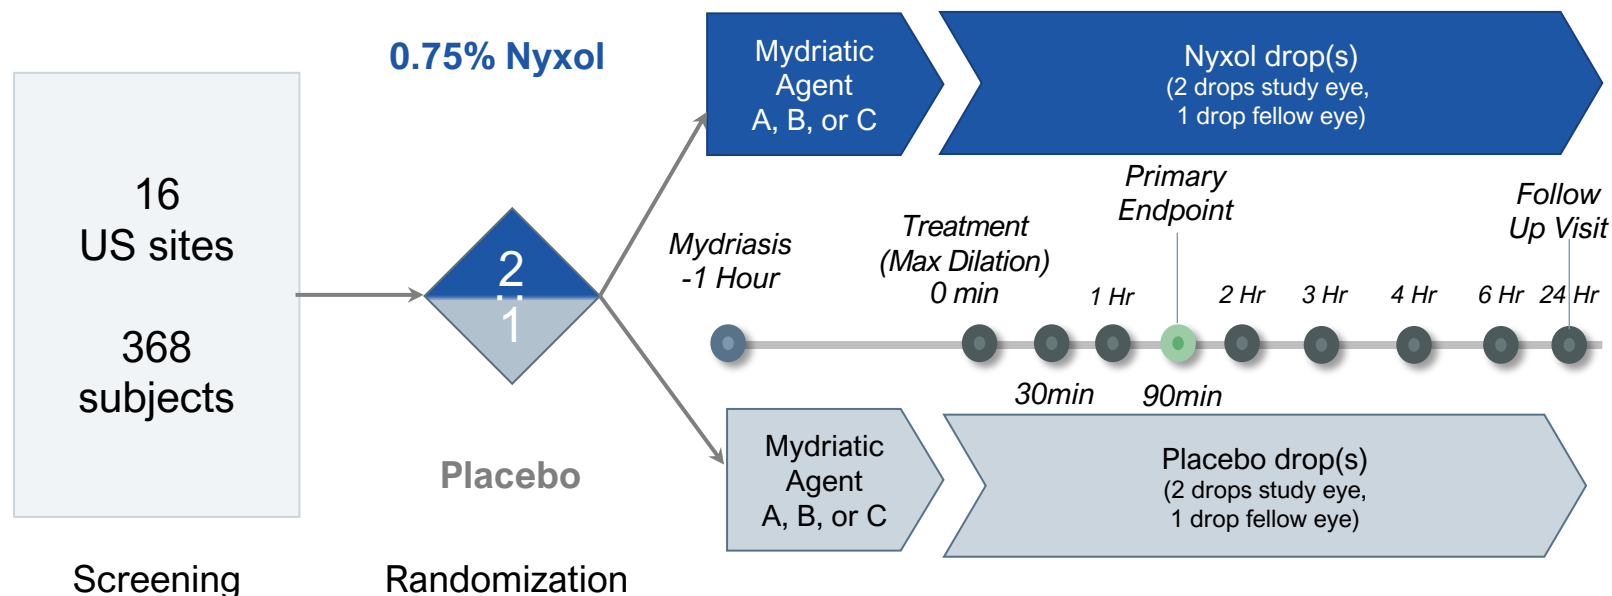 16
US sites
368
subjects
Screening
0.75% Nyxol
2
:
1
Placebo
Randomization
Mydriatic
Agent
A, B, or C
Nyxol drop(s)
(2 drops study eye,
1 drop fellow eye)
Mydriasis
-1 Hour
Treatment
(Max Dilation)
0 min
30min
1 Hr
Primary
Endpoint
90min
2 Hr
3 Hr
4 Hr
6 Hr
24 Hr
Follow
Up Visit
Mydriatic
Agent
A, B, or C
Placebo drop(s)
(2 drops study eye,
1 drop fellow eye)